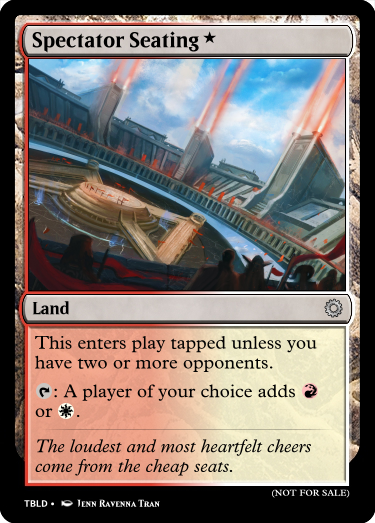 Spectator Seating ★
Land
This enters play tapped unless you
have two or more opponents.
: A player of your choice adds
or .
The loudest and most heartfelt cheers
come from the cheap seats.
(NOT FOR SALE)
TBLD • Jenn Ravenna Tran